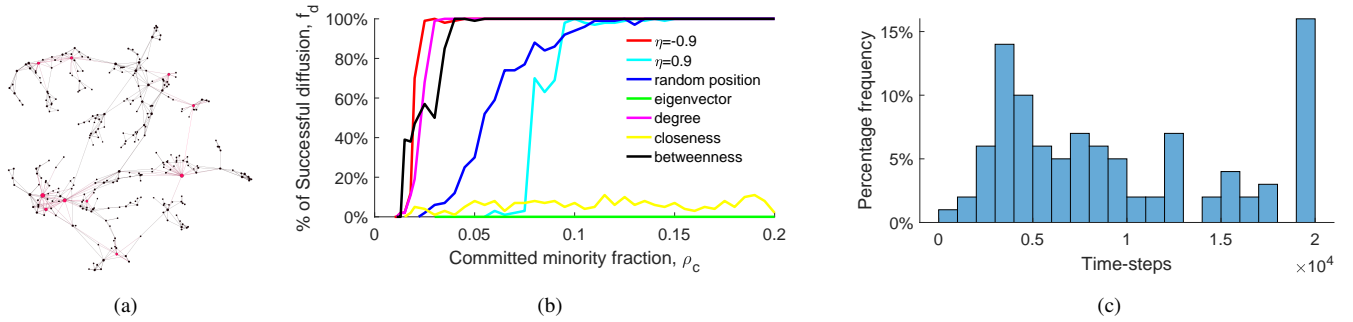 100%
80%
60%
40%
20%
0%
% of Successful diffusion, f_d
η=-0.9
η=0.9
random position
eigenvector
degree
closeness
betweenness
0 0.05 0.1 0.15 0.2
Committed minority fraction, ρ_c
15%
10%
5%
0%
Percentage frequency
0 0.5 1 1.5 2
×10^4
Time-steps
(a)
(b)
(c)